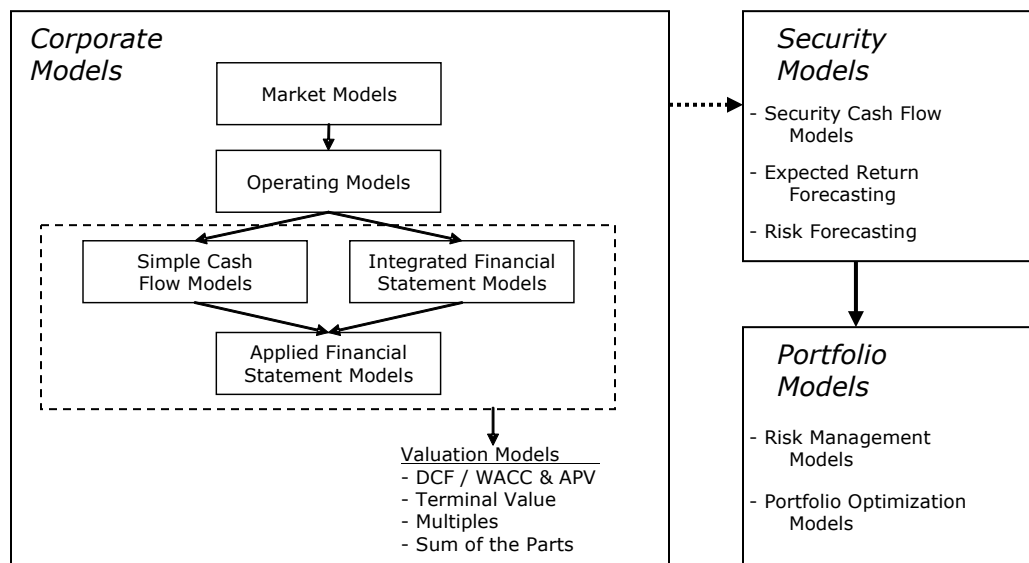 Corporate
Models
Market Models
Operating Models
Simple Cash
Flow Models
Integrated Financial
Statement Models
Applied Financial
Statement Models
Valuation Models
- DCF / WACC & APV
- Terminal Value
- Multiples
- Sum of the Parts
Security
Models
- Security Cash Flow
Models
- Expected Return
Forecasting
- Risk Forecasting
Portfolio
Models
- Risk Management
Models
- Portfolio Optimization
Models